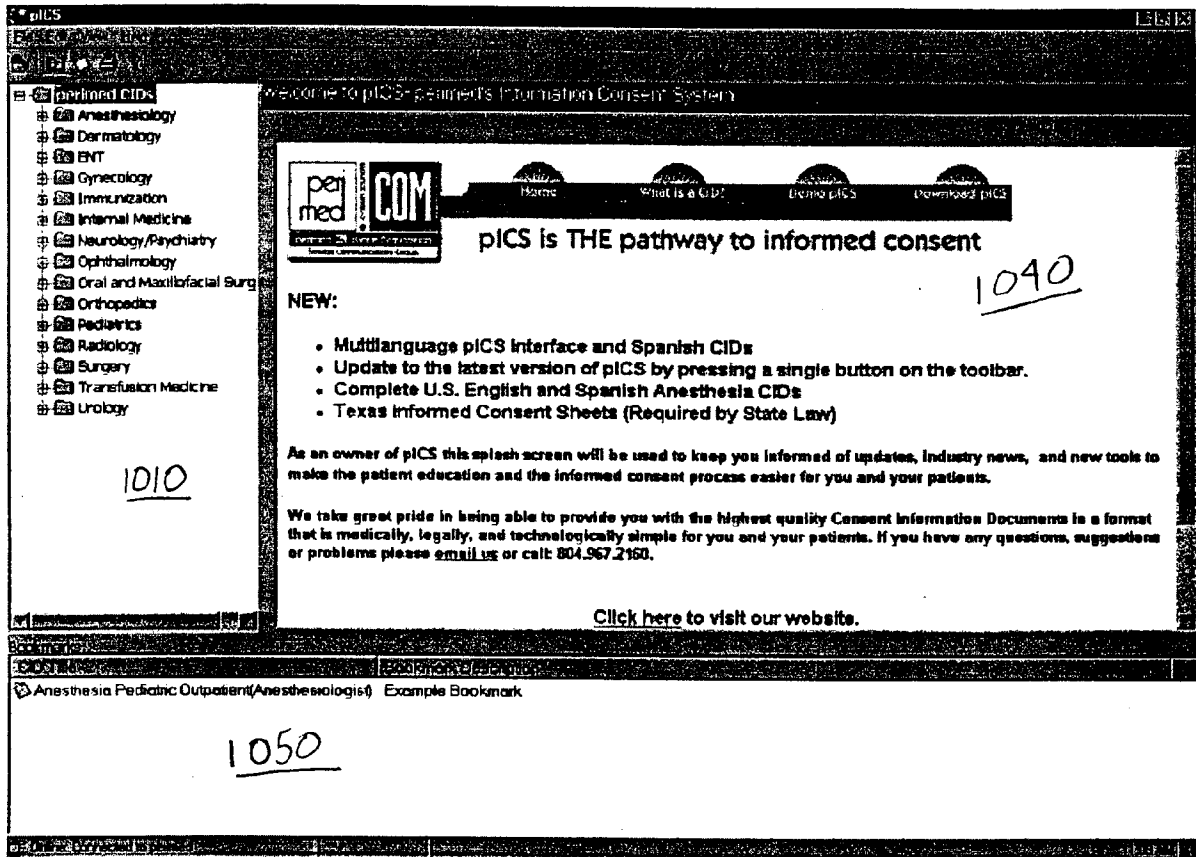 pICS
perimed CIDs
Anesthesiology
Dermatology
ENT
Gynecology
Immunization
Internal Medicine
Neurology/Psychiatry
Ophthalmology
Oral and Maxillofacial Surg
Orthopedics
Pediatrics
Radiology
Surgery
Transfusion Medicine
Urology
1010
Welcome to pICS- perimed's Information Consent System
peri
med
COM
Home
What is a CID?
Demo pICS
Download pICS
pICS is THE pathway to informed consent
1040
NEW:
• Multilanguage pICS interface and Spanish CIDs
• Update to the latest version of pICS by pressing a single button on the toolbar.
• Complete U.S. English and Spanish Anesthesia CIDs
• Texas Informed Consent Sheets (Required by State Law)
As an owner of pICS this splash screen will be used to keep you informed of updates, industry news, and new tools to
make the patient education and the informed consent process easier for you and your patients.
We take great pride in being able to provide you with the highest quality Consent Information Documents in a format
that is medically, legally, and technologically simple for you and your patients. If you have any questions, suggestions
or problems please email us or call: 804.967.2160.
Click here to visit our website.
Bookmarks
Anesthesia Pediatric Outpatient(Anesthesiologist) Example Bookmark
1050